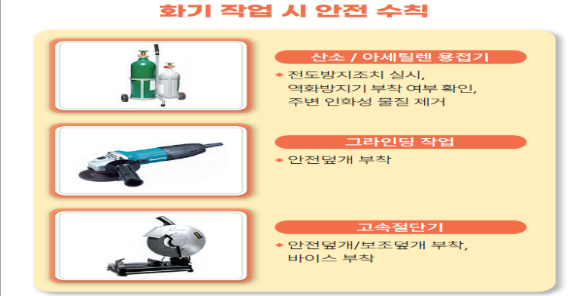 화기 작업 시 안전 수칙
산소 / 아세틸렌 용접기
전도방지조치 실시,
역화방지기 부착 여부 확인,
주변 인화성 물질 제거
그라인딩 작업
안전덮개 부착
고속절단기
안전덮개/보조덮개 부착,
바이스 부착